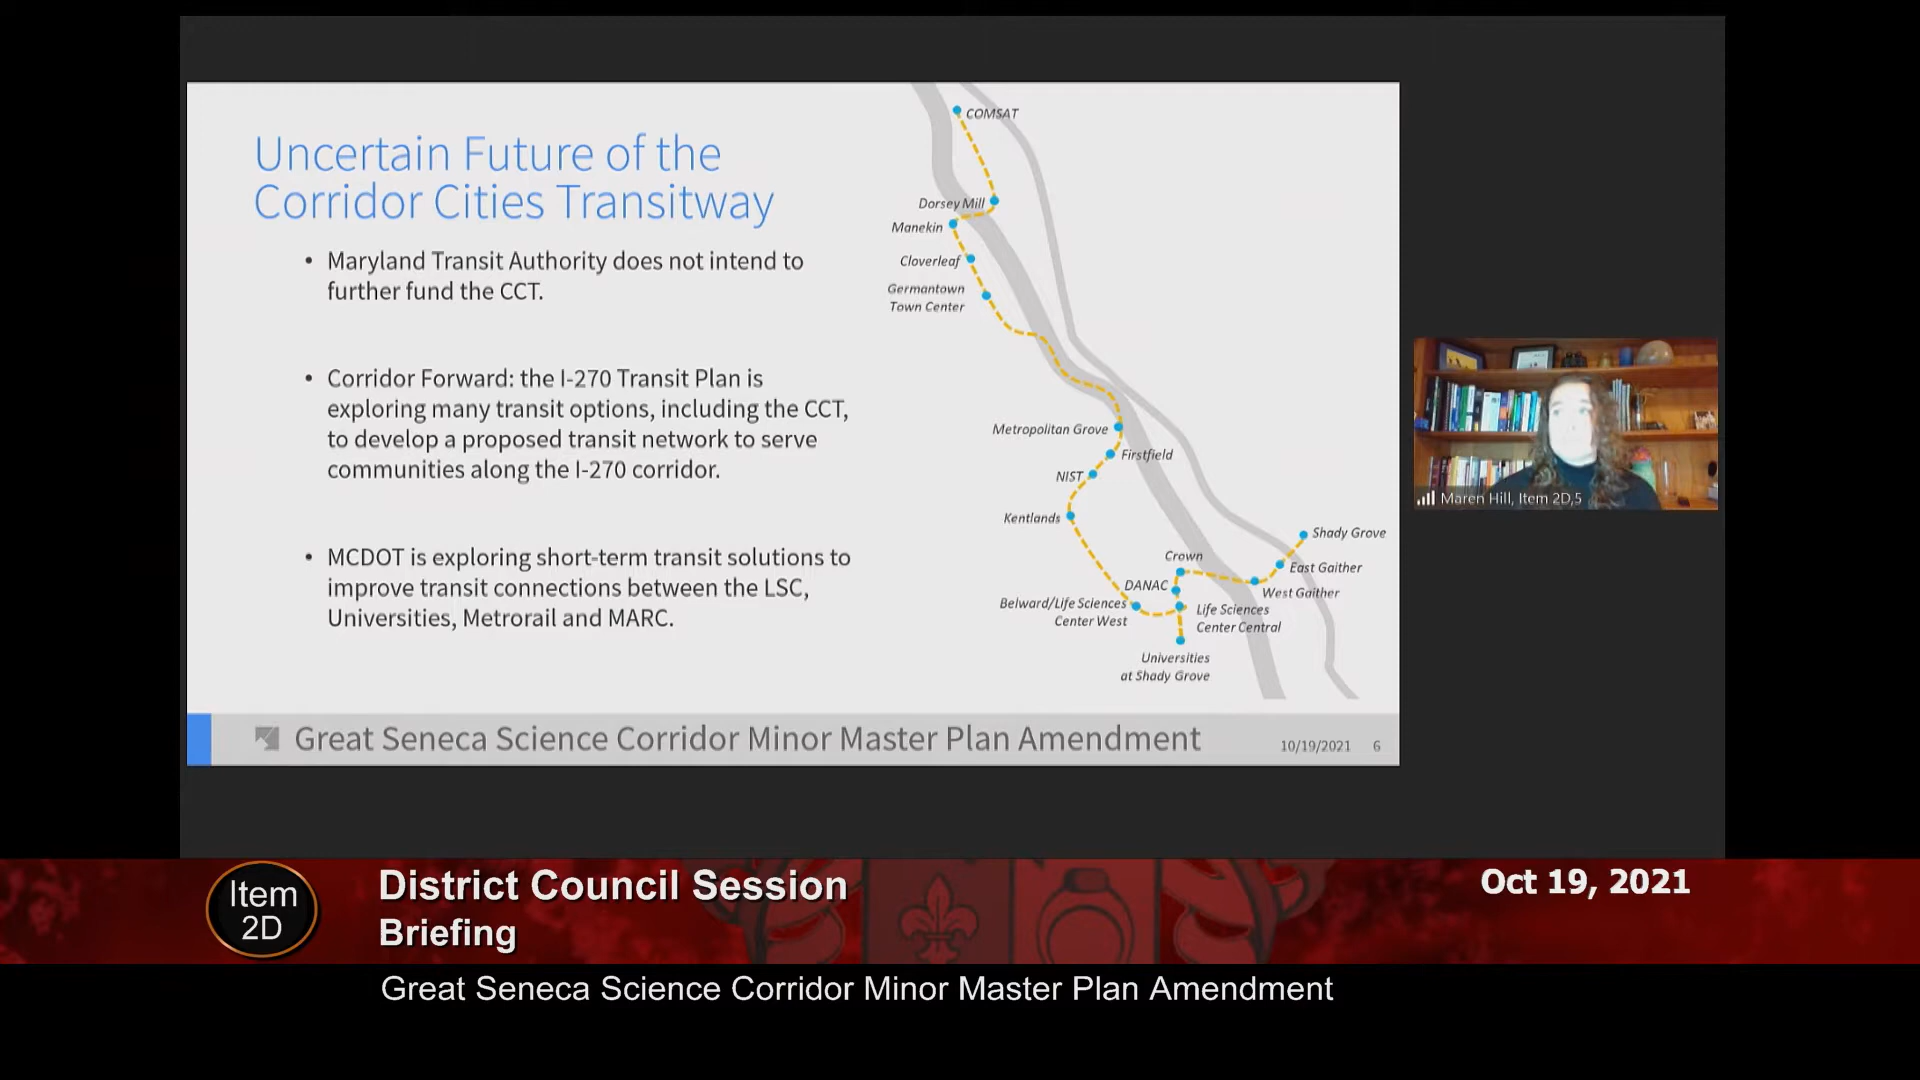 Uncertain Future of the
Corridor Cities Transitway
• Maryland Transit Authority does not intend to
further fund the CCT.
• Corridor Forward: the I-270 Transit Plan is
exploring many transit options, including the CCT,
to develop a proposed transit network to serve
communities along the I-270 corridor.
• MCDOT is exploring short-term transit solutions to
improve transit connections between the LSC,
Universities, Metrorail and MARC.
COMSAT
Dorsey Mill
Manekin
Cloverleaf
Germantown
Town Center
Metropolitan Grove
Firstfield
NIST
Kentlands
Shady Grove
Crown
East Gaither
DANAC
West Gaither
Belward/Life Sciences
Center West
Life Sciences
Center Central
Universities
at Shady Grove
Great Seneca Science Corridor Minor Master Plan Amendment
10/19/2021 6
Maren Hill, Item 2D,5
Item
2D
District Council Session
Briefing
Oct 19, 2021
Great Seneca Science Corridor Minor Master Plan Amendment